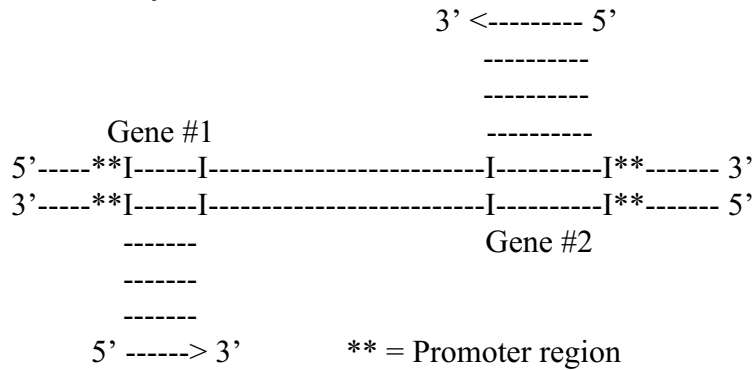 3’ <--------- 5’
----------
----------
Gene #1 ----------
5’-----**I------I--------------------------I----------I**------- 3’
3’-----**I------I--------------------------I----------I**------- 5’
------- Gene #2
-------
-------
5’ ------> 3’ ** = Promoter region